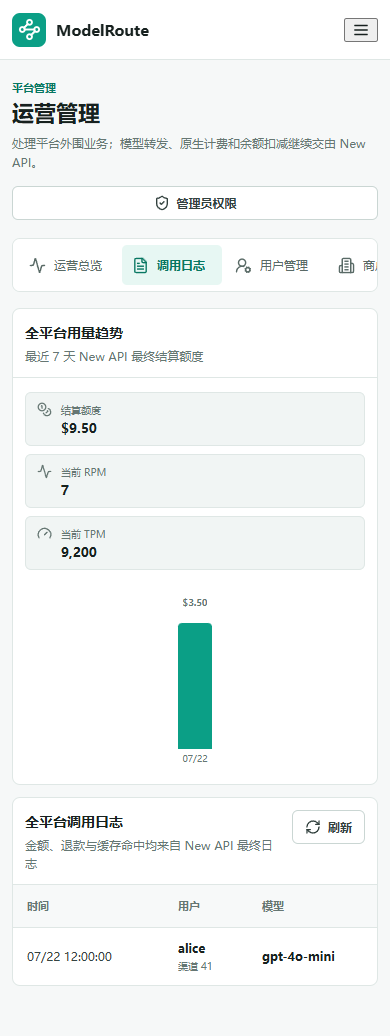 ModelRoute
平台管理
运营管理
处理平台外围业务；模型转发、原生计费和余额扣减继续交由 New
API。
管理员权限
运营总览
调用日志
用户管理
全平台用量趋势
最近 7 天 New API 最终结算额度
结算额度
$9.50
当前 RPM
7
当前 TPM
9,200
$3.50
07/22
全平台调用日志
刷新
金额、退款与缓存命中均来自 New API 最终日
志
时间 用户 模型
07/22 12:00:00 alice gpt-4o-mini
渠道 41